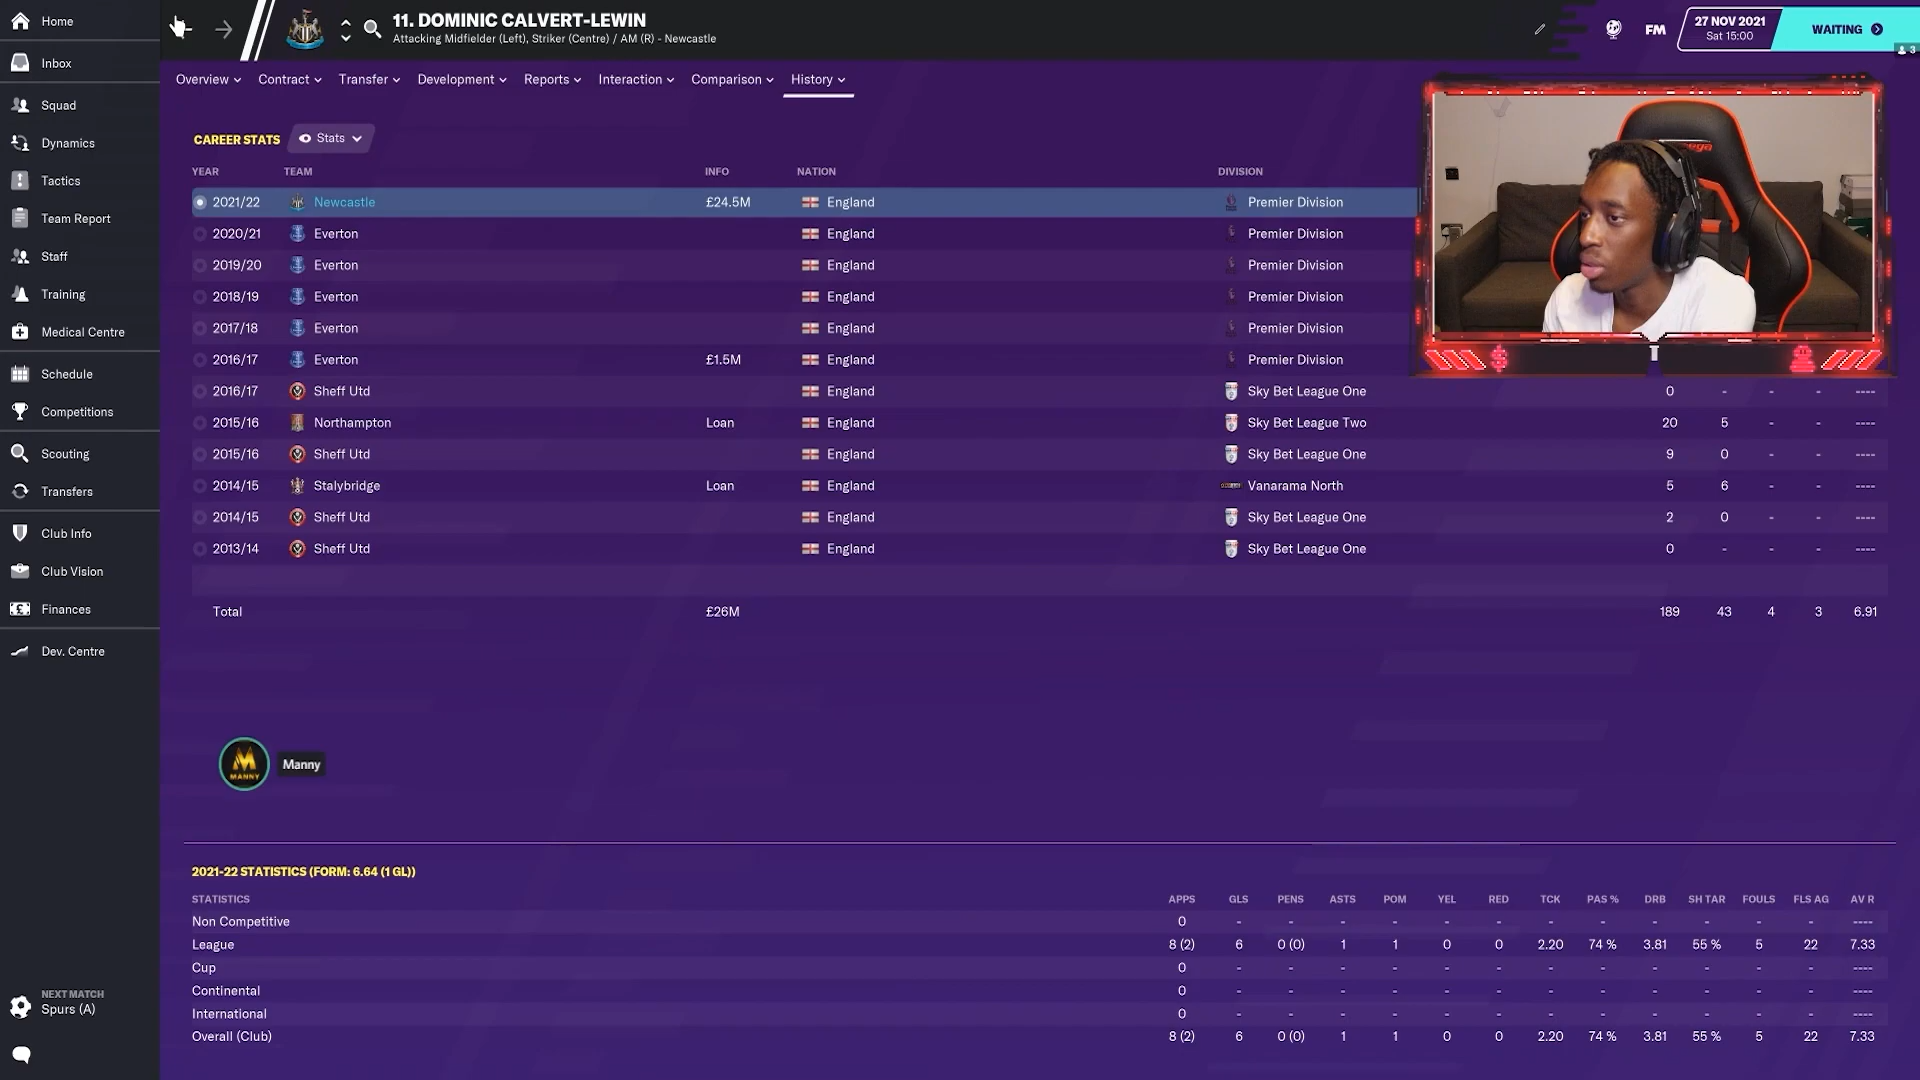 Home
Inbox
Squad
Dynamics
Tactics
Team Report
Staff
Training
Medical Centre
Schedule
Competitions
Scouting
Transfers
Club Info
Club Vision
Finances
Dev. Centre
NEXT MATCH
Spurs (A)
11. DOMINIC CALVERT-LEWIN
Attacking Midfielder (Left), Striker (Centre) / AM (R) - Newcastle
FM
27 NOV 2021
Sat 15:00
WAITING
3
Overview Contract Transfer Development Reports Interaction Comparison History
CAREER STATS Stats
YEAR TEAM INFO NATION DIVISION
2021/22 Newcastle £24.5M England Premier Division
2020/21 Everton England Premier Division
2019/20 Everton England Premier Division
2018/19 Everton England Premier Division
2017/18 Everton England Premier Division
2016/17 Everton £1.5M England Premier Division
2016/17 Sheff Utd England Sky Bet League One 0 - - - ----
2015/16 Northampton Loan England Sky Bet League Two 20 5 - - ----
2015/16 Sheff Utd England Sky Bet League One 9 0 - - ----
2014/15 Stalybridge Loan England Vanarama North 5 6 - - ----
2014/15 Sheff Utd England Sky Bet League One 2 0 - - ----
2013/14 Sheff Utd England Sky Bet League One 0 - - - ----
Total £26M 189 43 4 3 6.91
MANNY
Manny
2021-22 STATISTICS (FORM: 6.64 (1 GL))
STATISTICS APPS GLS PENS ASTS POM YEL RED TCK PAS % DRB SH TAR FOULS FLS AG AV R
Non Competitive 0 - - - - - - - - - - - - ----
League 8 (2) 6 0 (0) 1 1 0 0 2.20 74 % 3.81 55 % 5 22 7.33
Cup 0 - - - - - - - - - - - - ----
Continental 0 - - - - - - - - - - - - ----
International 0 - - - - - - - - - - - - ----
Overall (Club) 8 (2) 6 0 (0) 1 1 0 0 2.20 74 % 3.81 55 % 5 22 7.33